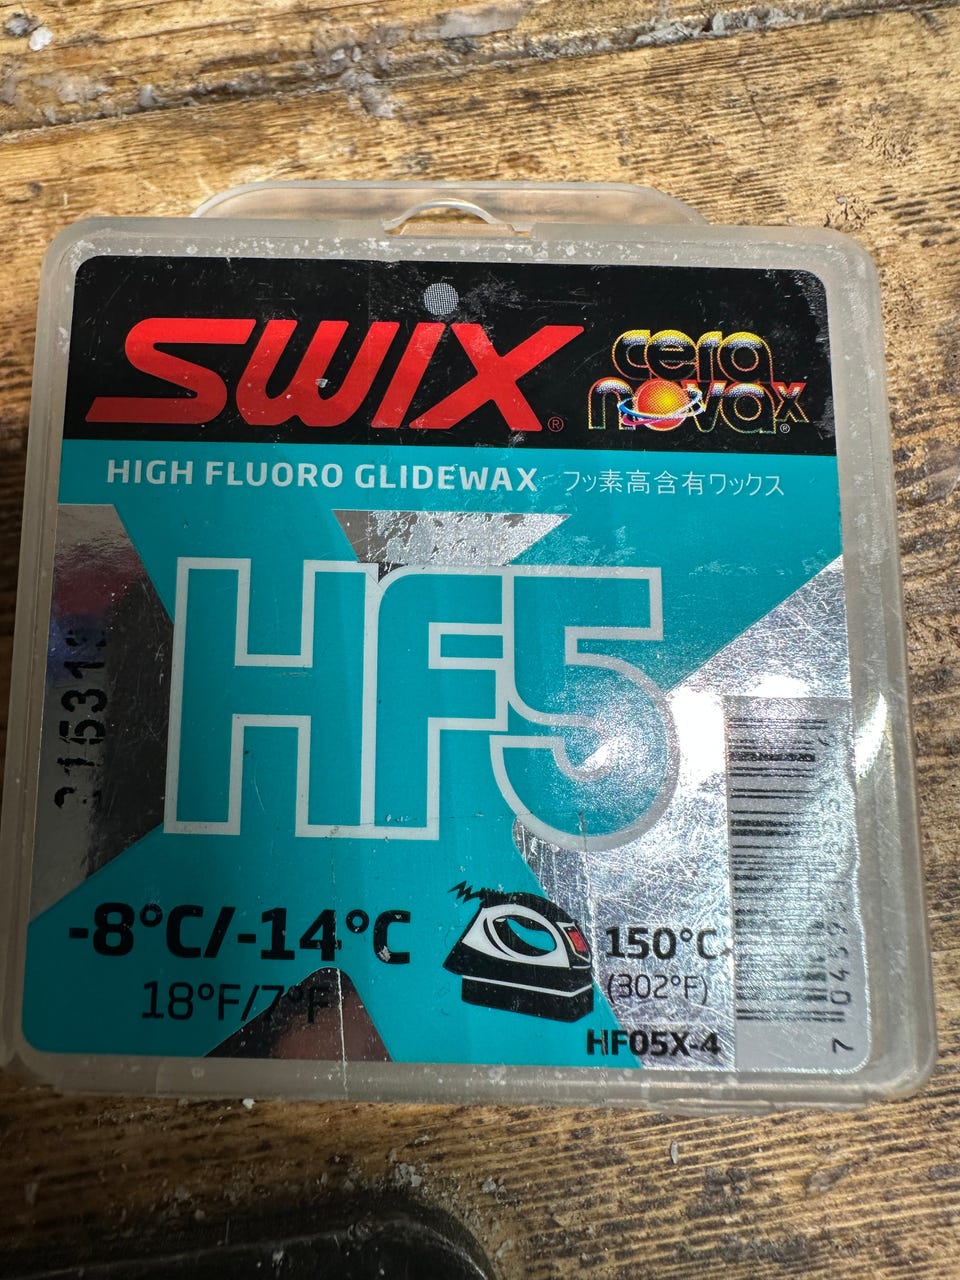 SWIX®
cera
novax®
HIGH FLUORO GLIDEWAX フッ素高含有ワックス
HF5
-8°C/-14°C
18°F/7°F
150°C
(302°F)
HF05X-4